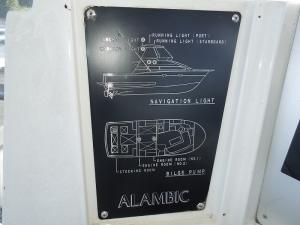 RUNNING LIGHT (PORT)
RUNNING LIGHT (STARBOARD)
NAVIGATION LIGHT
ENGINE ROOM (NO.1)
ENGINE ROOM (NO.2)
STEERING ROOM
BILGE PUMP
ALAMBIC